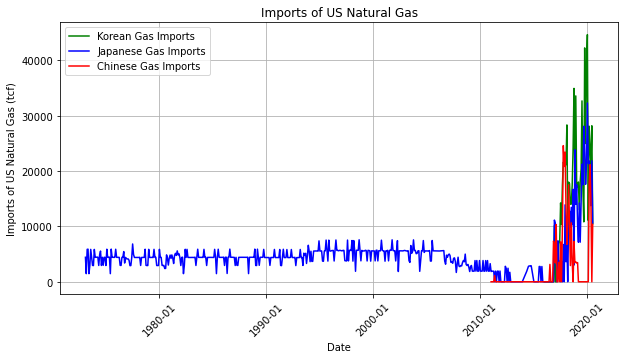 Imports of US Natural Gas
Korean Gas Imports
Japanese Gas Imports
Chinese Gas Imports
Imports of US Natural Gas (tcf)
40000
30000
20000
10000
0
1980-01
1990-01
2000-01
2010-01
2020-01
Date